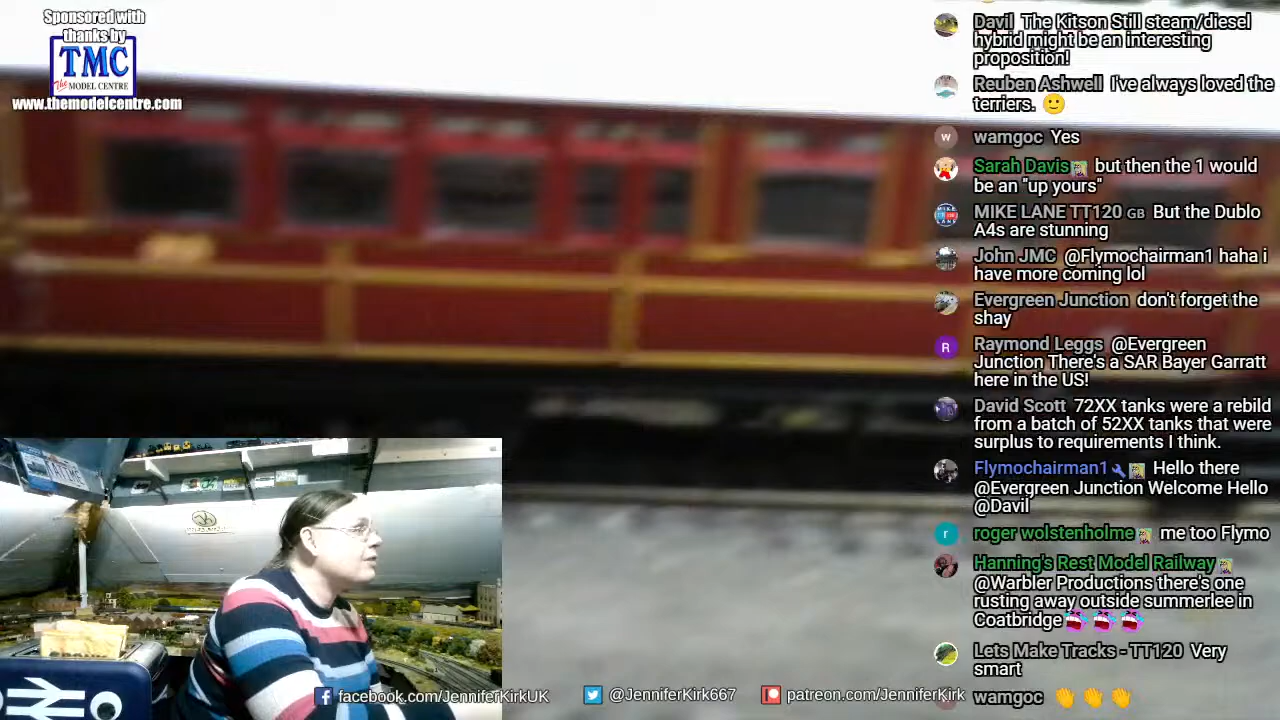 Sponsored with
thanks by
TMC
The MODEL CENTRE
www.themodelcentre.com
Davil The Kitson Still steam/diesel
hybrid might be an interesting
proposition!
Reuben Ashwell I've always loved the
terriers. 🙂
w wamgoc Yes
Sarah Davis but then the 1 would
be an "up yours"
MIKE LANE TT120 GB But the Dublo
A4s are stunning
John JMC @Flymochairman1 haha i
have more coming lol
Evergreen Junction don't forget the
shay
R Raymond Leggs @Evergreen
Junction There's a SAR Bayer Garratt
here in the US!
David Scott 72XX tanks were a rebild
from a batch of 52XX tanks that were
surplus to requirements I think.
Flymochairman1 Hello there
@Evergreen Junction Welcome Hello
@Davil
r roger wolstenholme me too Flymo
Hanning's Rest Model Railway
@Warbler Productions there's one
rusting away outside summerlee in
Coatbridge
Lets Make Tracks - TT120 Very
smart
wamgoc 👏👏👏
facebook.com/JenniferKirkUK
@JenniferKirk667
patreon.com/JenniferKirk